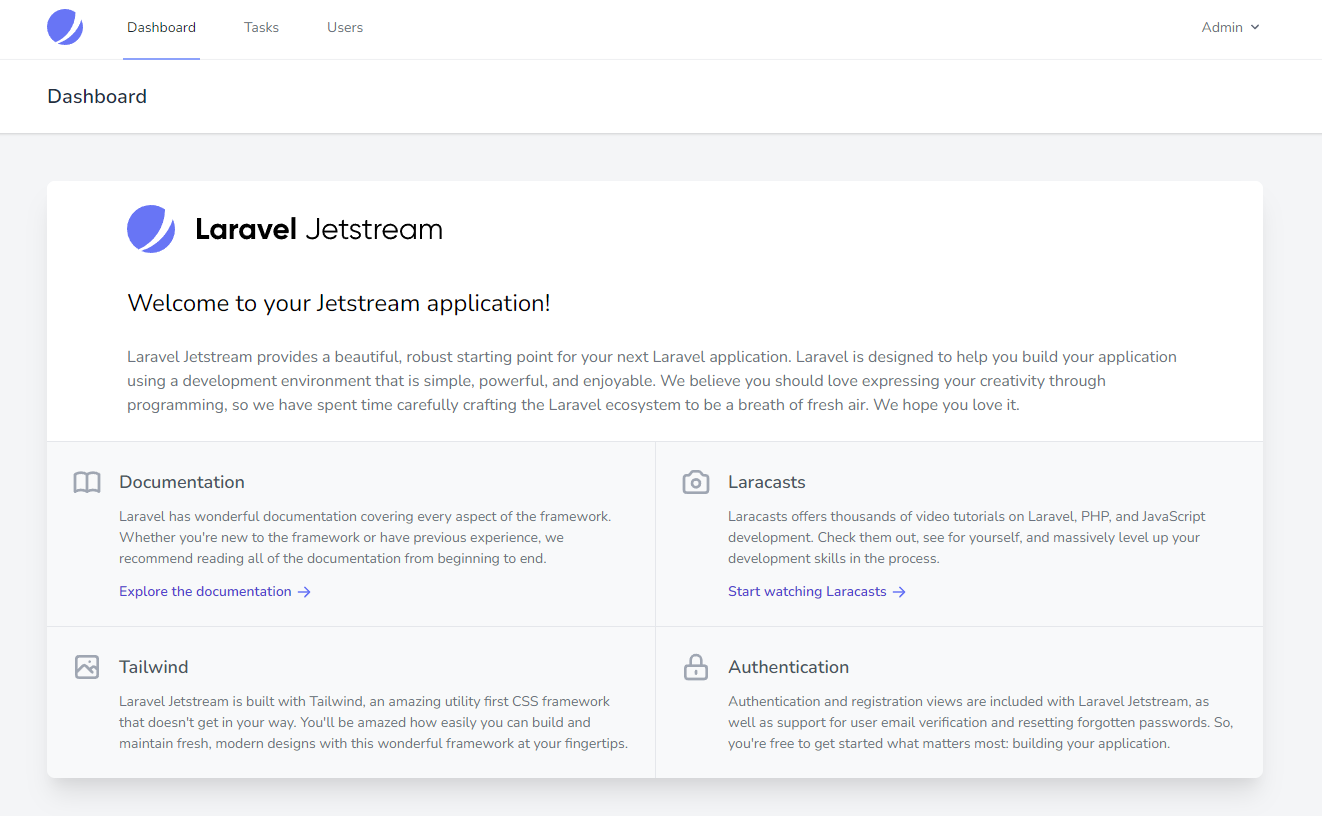 Dashboard Tasks Users Admin
Dashboard
Laravel Jetstream
Welcome to your Jetstream application!
Laravel Jetstream provides a beautiful, robust starting point for your next Laravel application. Laravel is designed to help you build your application
using a development environment that is simple, powerful, and enjoyable. We believe you should love expressing your creativity through
programming, so we have spent time carefully crafting the Laravel ecosystem to be a breath of fresh air. We hope you love it.
Documentation
Laravel has wonderful documentation covering every aspect of the framework.
Whether you're new to the framework or have previous experience, we
recommend reading all of the documentation from beginning to end.
Explore the documentation →
Laracasts
Laracasts offers thousands of video tutorials on Laravel, PHP, and JavaScript
development. Check them out, see for yourself, and massively level up your
development skills in the process.
Start watching Laracasts →
Tailwind
Laravel Jetstream is built with Tailwind, an amazing utility first CSS framework
that doesn't get in your way. You'll be amazed how easily you can build and
maintain fresh, modern designs with this wonderful framework at your fingertips.
Authentication
Authentication and registration views are included with Laravel Jetstream, as
well as support for user email verification and resetting forgotten passwords. So,
you're free to get started what matters most: building your application.